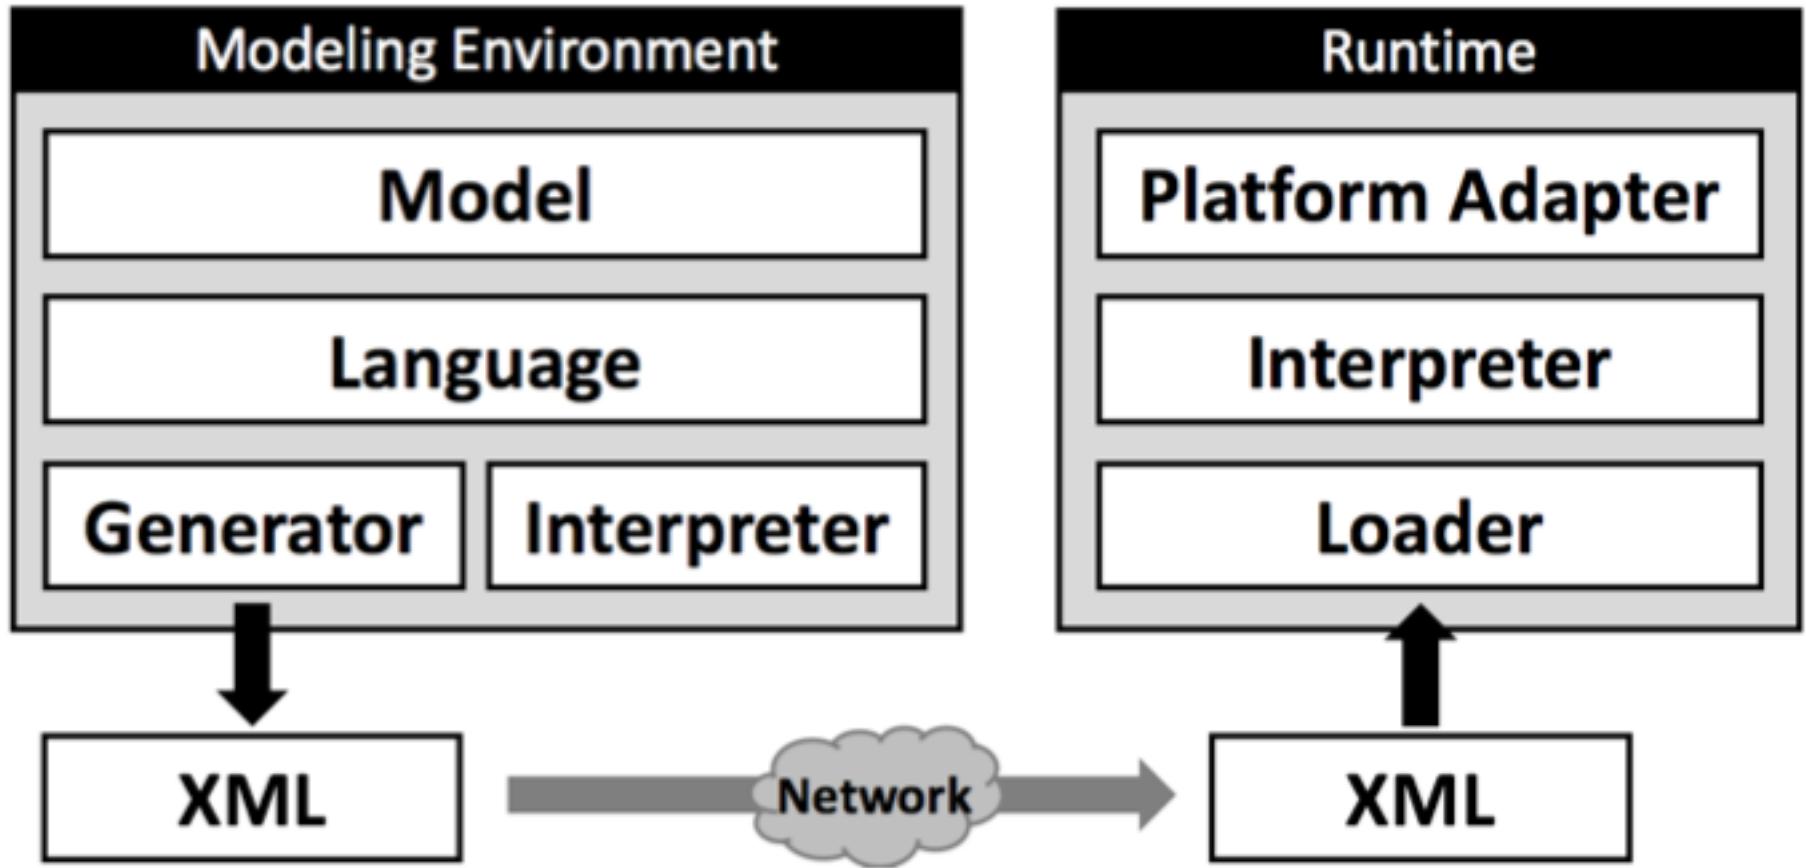 Modeling Environment
Model
Language
Generator
Interpreter
XML
Network
Runtime
Platform Adapter
Interpreter
Loader
XML